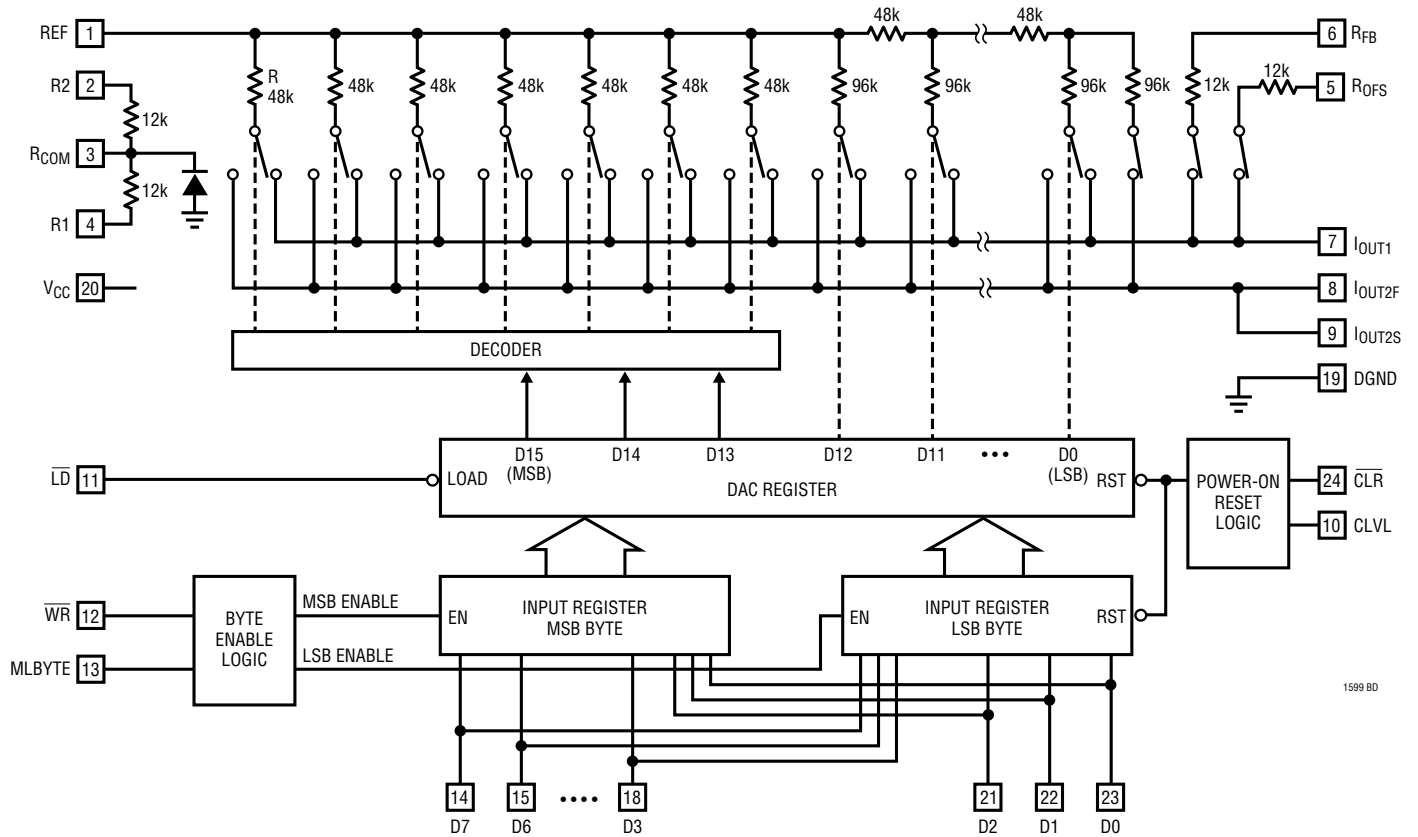 48k 48k
REF 1 6 RFB
R 48k 48k 48k 48k 48k 48k 48k 96k 96k 96k 96k 12k 12k
R2 2 5 ROFS
12k
RCOM 3
12k
R1 4
7 IOUT1
VCC 20 8 IOUT2F
9 IOUT2S
DECODER
19 DGND
D15 (MSB) D14 D13 D12 D11 ••• D0 (LSB)
LD 11 LOAD DAC REGISTER RST
POWER-ON
RESET
LOGIC
24 CLR
10 CLVL
WR 12
MLBYTE 13
BYTE
ENABLE
LOGIC
MSB ENABLE
LSB ENABLE
EN INPUT REGISTER
MSB BYTE
EN INPUT REGISTER
LSB BYTE
RST
1599 BD
14 15 •••• 18 21 22 23
D7 D6 D3 D2 D1 D0